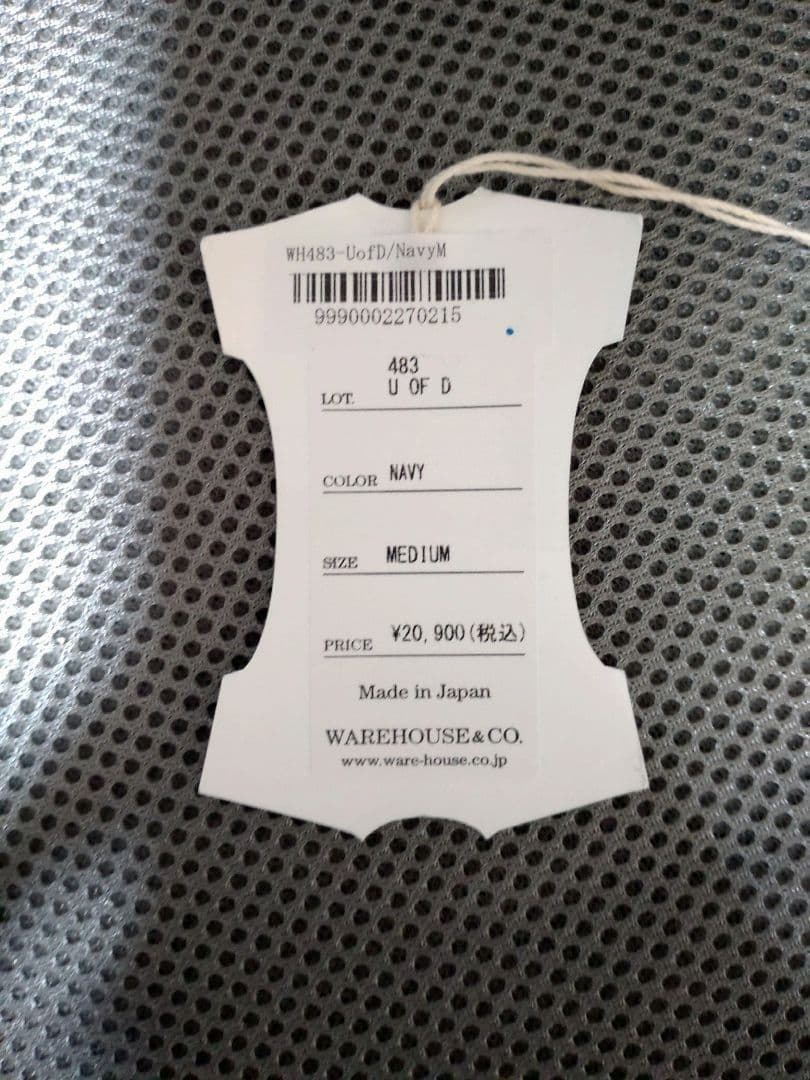 WH483-UofD/NavyM
9990002270215
483
LOT. U OF D
COLOR NAVY
SIZE MEDIUM
PRICE ¥20,900(税込)
Made in Japan
WAREHOUSE&CO.
www.ware-house.co.jp